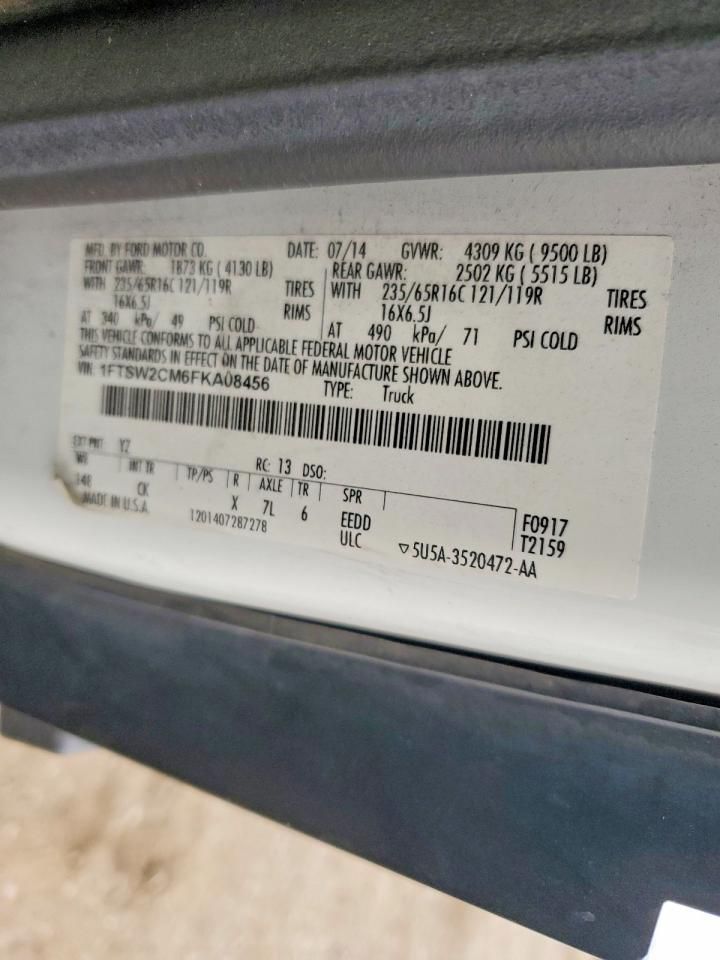 MFD. BY FORD MOTOR CO. DATE: 07/14 GVWR: 4309 KG ( 9500 LB)
FRONT GAWR: 1873 KG ( 4130 LB) REAR GAWR: 2502 KG ( 5515 LB)
WITH 235/65R16C 121/119R TIRES WITH 235/65R16C 121/119R TIRES
16X6.5J RIMS 16X6.5J RIMS
AT 340 kPa/ 49 PSI COLD AT 490 kPa/ 71 PSI COLD
THIS VEHICLE CONFORMS TO ALL APPLICABLE FEDERAL MOTOR VEHICLE
SAFETY STANDARDS IN EFFECT ON THE DATE OF MANUFACTURE SHOWN ABOVE.
VIN: 1FTSW2CM6FKA08456 TYPE: Truck
EXT PNT: YZ RC: 13 DSO:
WB INT TR TP/PS R AXLE TR SPR
148 CK X 7L 6 EEDD F0917
MADE IN U.S.A. 1201407287278 ULC T2159
▽5U5A-3520472-AA